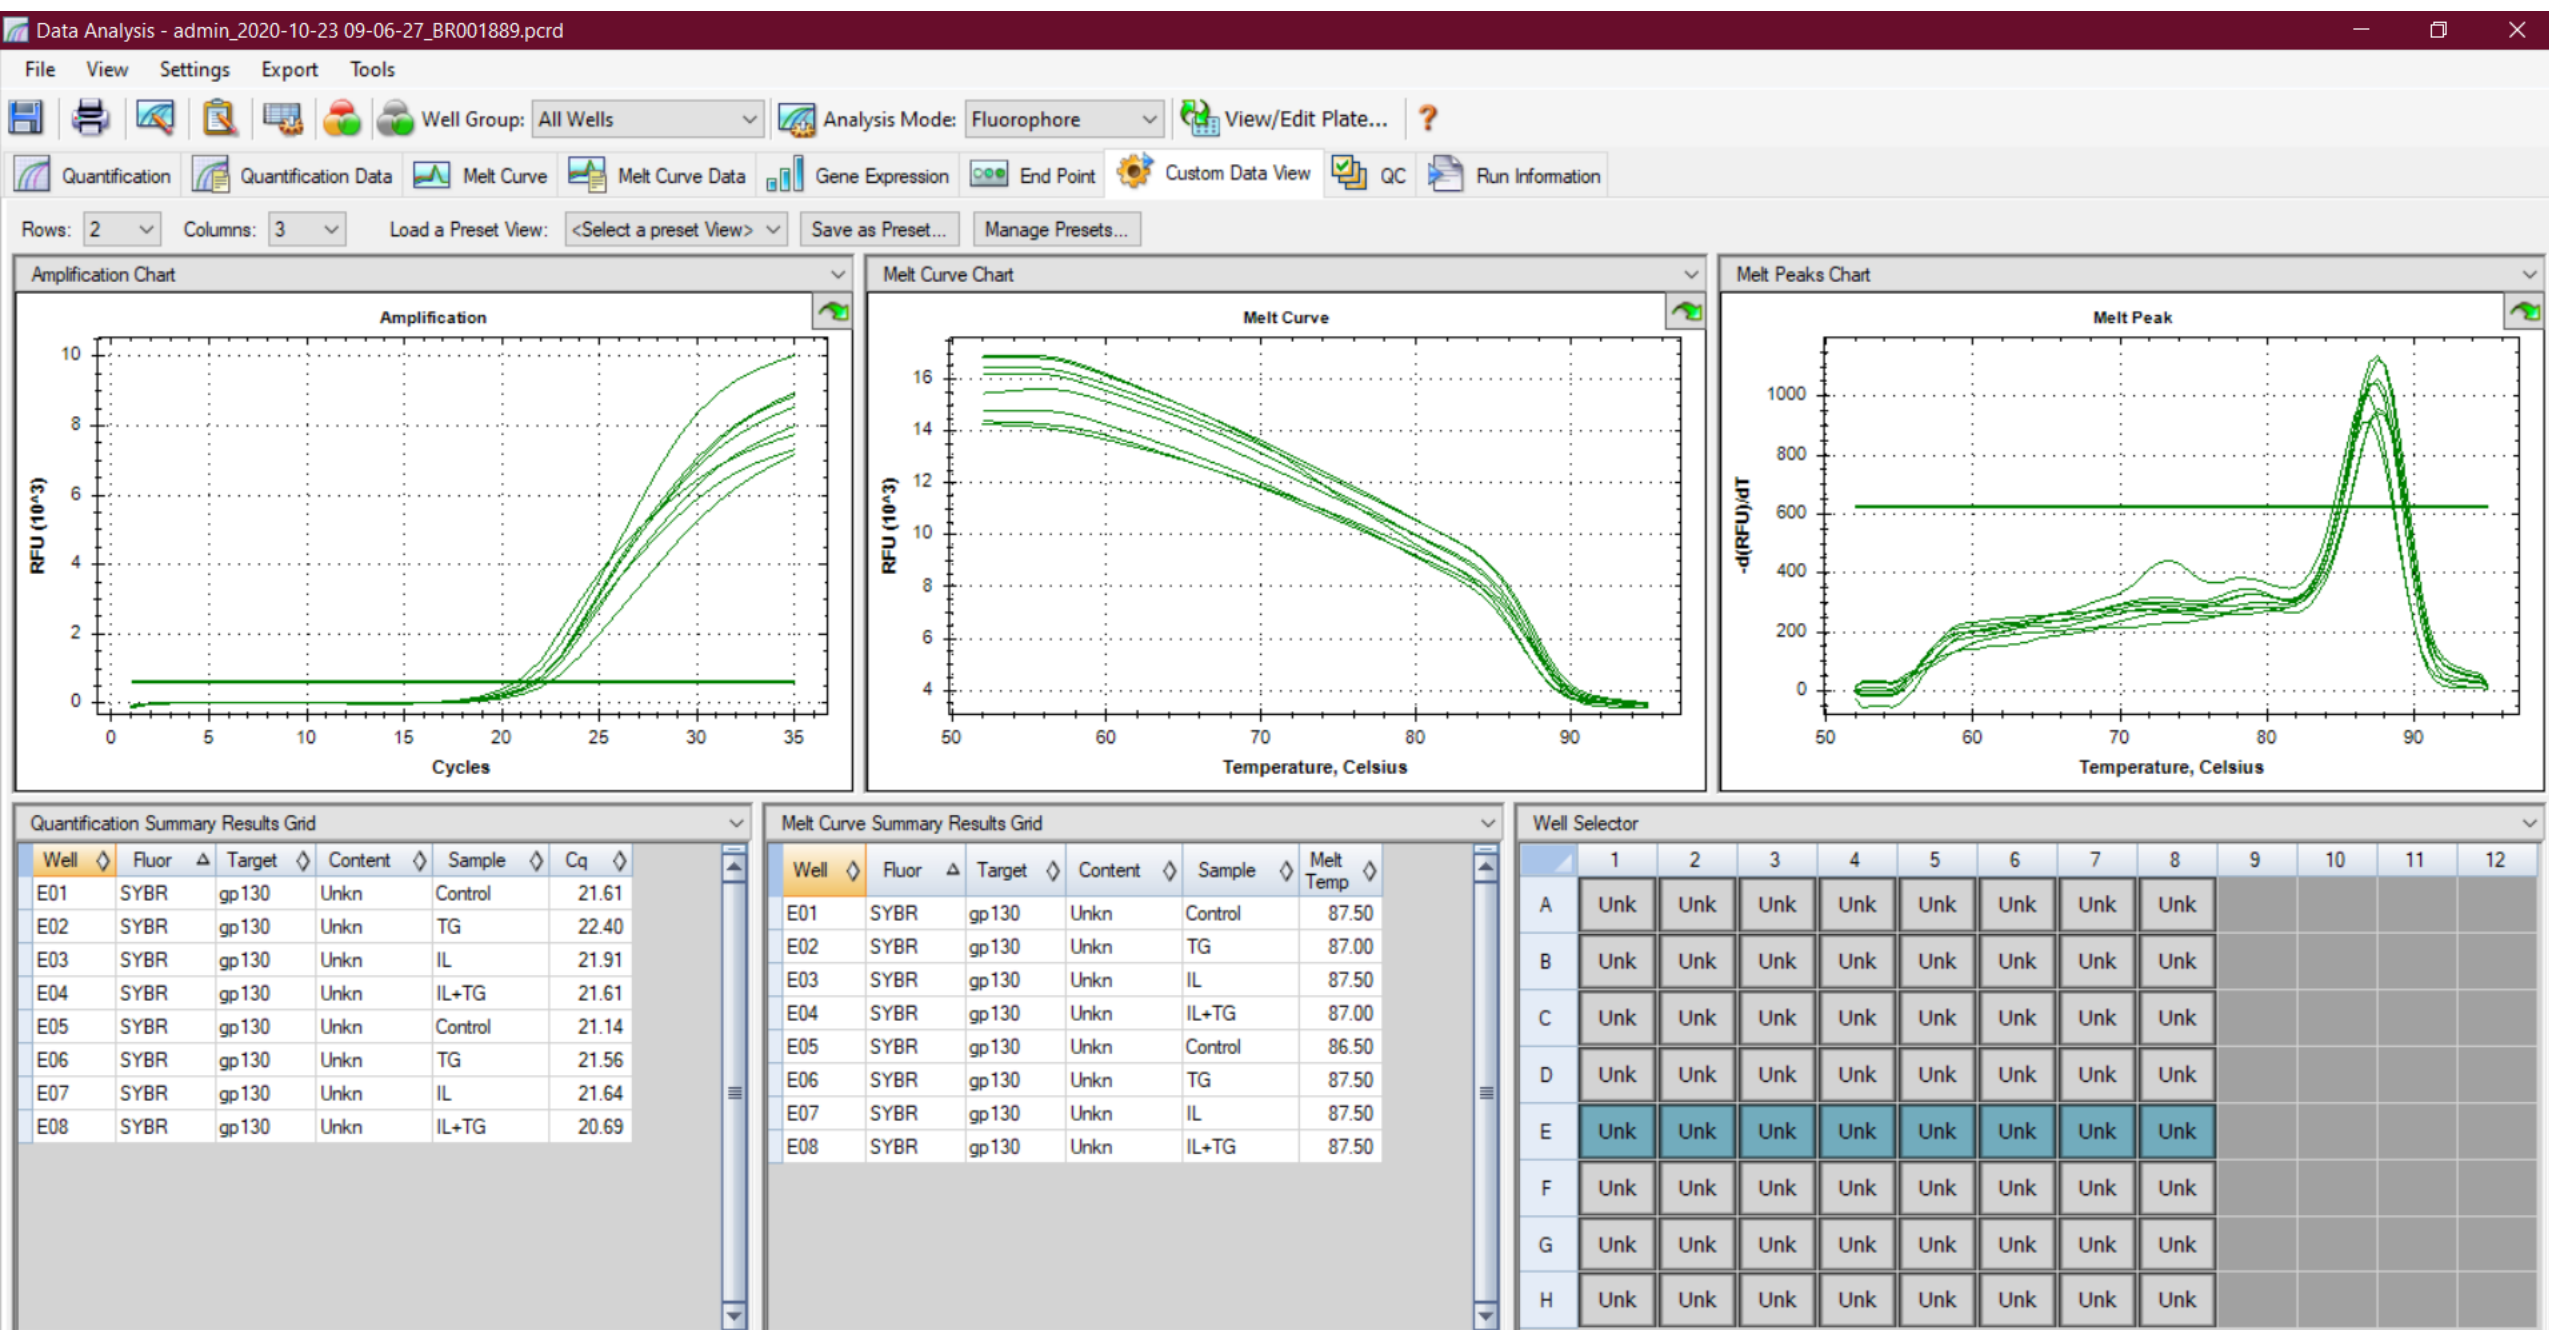 Data Analysis - admin_2020-10-23 09-06-27_BR001889.pcrd
File View Settings Export Tools
Well Group: All Wells Analysis Mode: Fluorophore View/Edit Plate... ?
Quantification Quantification Data Melt Curve Melt Curve Data Gene Expression End Point Custom Data View QC Run Information
Rows: 2 Columns: 3 Load a Preset View: <Select a preset View> Save as Preset... Manage Presets...
Amplification Chart
Amplification
RFU (10^3)
10
8
6
4
2
0
0 5 10 15 20 25 30 35
Cycles
Melt Curve Chart
Melt Curve
RFU (10^3)
16
14
12
10
8
6
4
50 60 70 80 90
Temperature, Celsius
Melt Peaks Chart
Melt Peak
-d(RFU)/dT
1000
800
600
400
200
0
50 60 70 80 90
Temperature, Celsius
Quantification Summary Results Grid
Well Fluor Target Content Sample Cq
E01 SYBR gp130 Unkn Control 21.61
E02 SYBR gp130 Unkn TG 22.40
E03 SYBR gp130 Unkn IL 21.91
E04 SYBR gp130 Unkn IL+TG 21.61
E05 SYBR gp130 Unkn Control 21.14
E06 SYBR gp130 Unkn TG 21.56
E07 SYBR gp130 Unkn IL 21.64
E08 SYBR gp130 Unkn IL+TG 20.69
Melt Curve Summary Results Grid
Well Fluor Target Content Sample Melt Temp
E01 SYBR gp130 Unkn Control 87.50
E02 SYBR gp130 Unkn TG 87.00
E03 SYBR gp130 Unkn IL 87.50
E04 SYBR gp130 Unkn IL+TG 87.00
E05 SYBR gp130 Unkn Control 86.50
E06 SYBR gp130 Unkn TG 87.50
E07 SYBR gp130 Unkn IL 87.50
E08 SYBR gp130 Unkn IL+TG 87.50
Well Selector
1 2 3 4 5 6 7 8 9 10 11 12
A Unk Unk Unk Unk Unk Unk Unk Unk
B Unk Unk Unk Unk Unk Unk Unk Unk
C Unk Unk Unk Unk Unk Unk Unk Unk
D Unk Unk Unk Unk Unk Unk Unk Unk
E Unk Unk Unk Unk Unk Unk Unk Unk
F Unk Unk Unk Unk Unk Unk Unk Unk
G Unk Unk Unk Unk Unk Unk Unk Unk
H Unk Unk Unk Unk Unk Unk Unk Unk